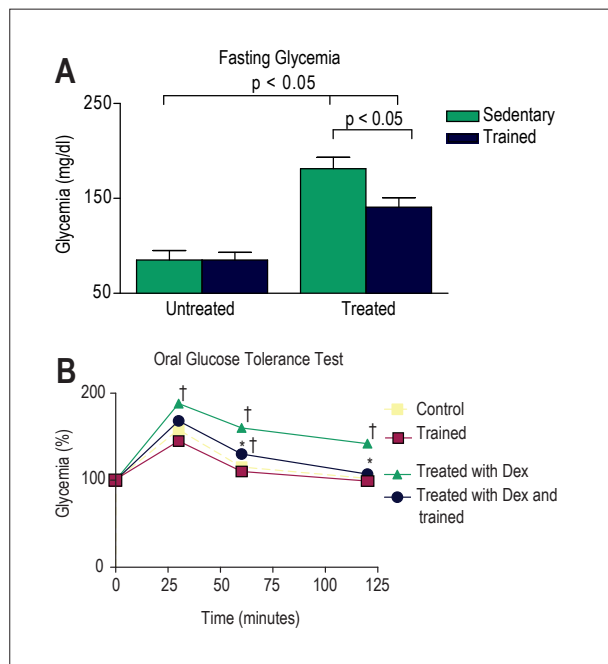 A
Fasting Glycemia
p < 0.05
250
Sedentary
p < 0.05
Trained
Glycemia (mg/dl)
150
50
Untreated
Treated
B
Oral Glucose Tolerance Test
200
†
†
†
Control
Trained
*†
*
Glycemia (%)
100
Treated with Dex
Treated with Dex and
trained
0
0
25
50
75
100
125
Time (minutes)